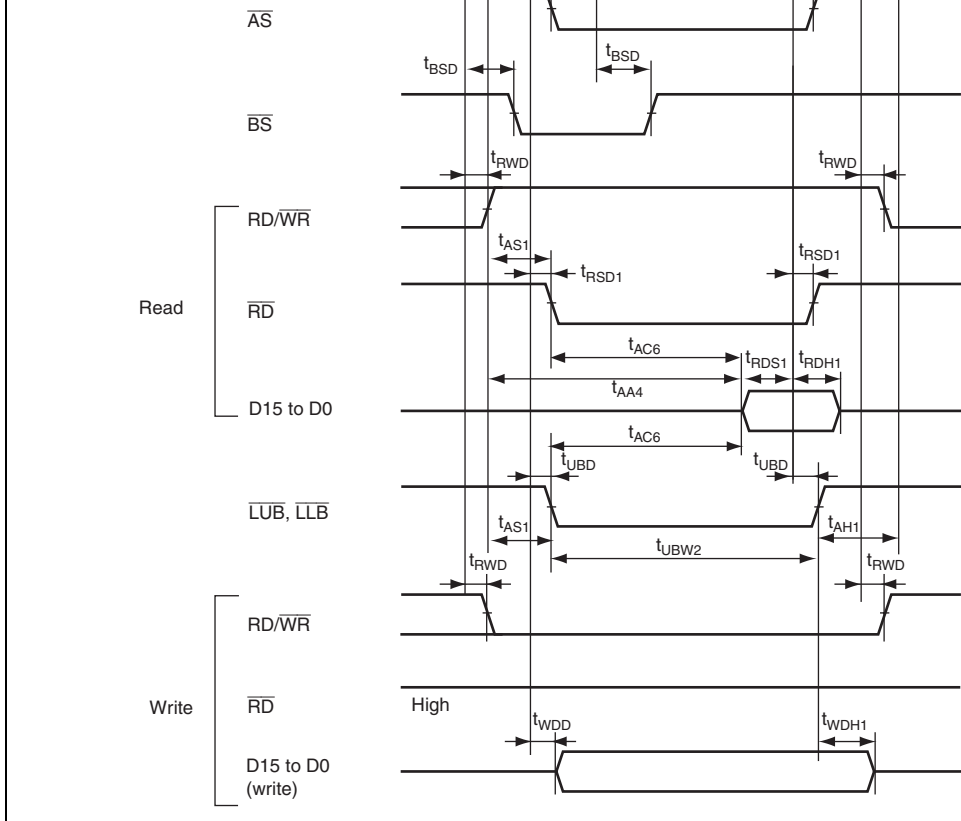 AS
tBSD tBSD
BS
tRWD tRWD
RD/WR
tAS1
tRSD1 tRSD1
Read RD
tAC6
tRDS1 tRDH1
tAA4
D15 to D0
tAC6
tUBD tUBD
LUB, LLB
tAS1 tAH1
tUBW2
tRWD tRWD
RD/WR
Write RD High
tWDD tWDH1
D15 to D0
(write)